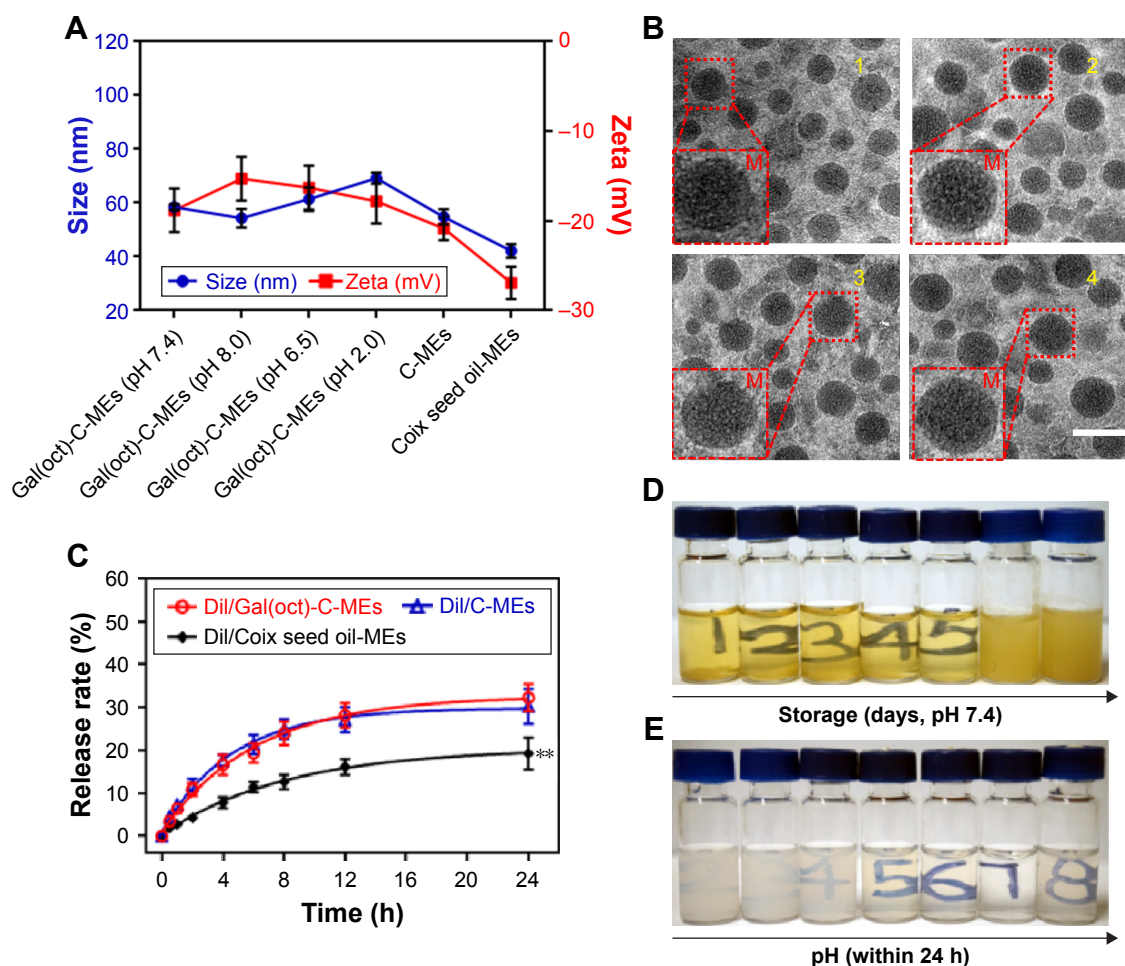 A
120
100
80
60
40
20
Size (nm)
0
–10
–20
–30
Zeta (mV)
Size (nm)
Zeta (mV)
Gal(oct)-C-MEs (pH 7.4)
Gal(oct)-C-MEs (pH 8.0)
Gal(oct)-C-MEs (pH 6.5)
Gal(oct)-C-MEs (pH 2.0)
C-MEs
Coix seed oil-MEs
B
1
M
2
M
3
M
4
M
C
60
50
40
30
20
10
0
Release rate (%)
Dil/Gal(oct)-C-MEs
Dil/C-MEs
Dil/Coix seed oil-MEs
**
0 4 8 12 16 20 24
Time (h)
D
1 2 3 4 5
Storage (days, pH 7.4)
E
2 3 4 5 6 7 8
pH (within 24 h)